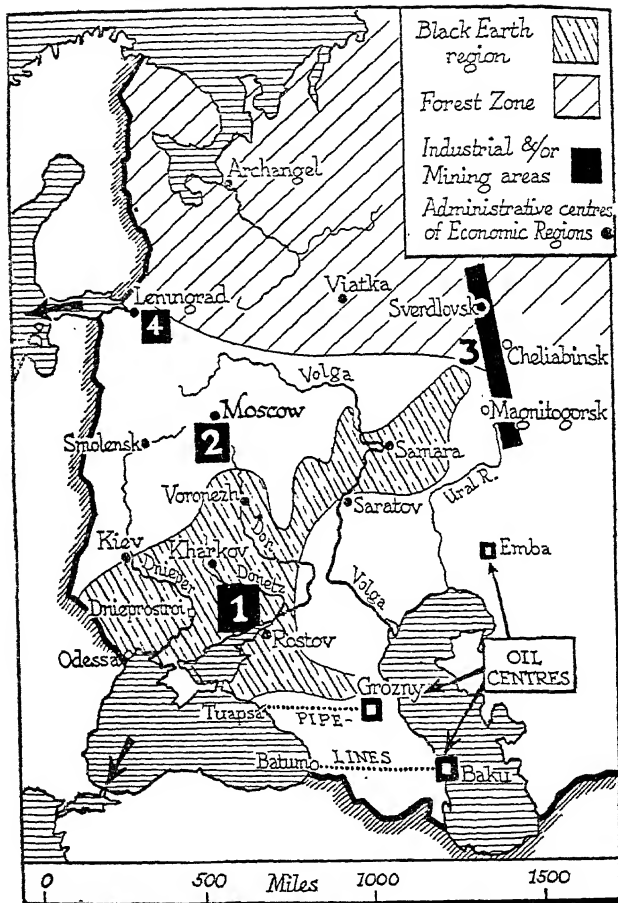 Black Earth
region
Forest Zone
Industrial &/or
Mining areas
Administrative centres
of Economic Regions
Archangel
Viatka
Leningrad
4
Sverdlovsk
3
Cheliabinsk
Volga
Magnitogorsk
Moscow
Smolensk
2
Samara
Voronezh
Ural R.
Saratov
Don.
Kiev
Kharkov
Dnieper
Donetz
Emba
Dnieprostroi
1
Volga
Rostov
Odessa
OIL
CENTRES
Grozny
Tuapsa
PIPE-
Batumo
LINES
Baku
0 500 Miles 1000 1500